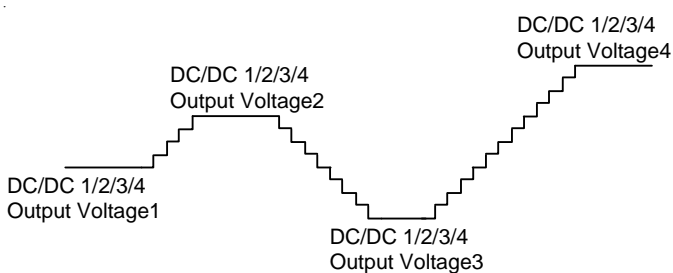 DC/DC 1/2/3/4
Output Voltage4
DC/DC 1/2/3/4
Output Voltage2
DC/DC 1/2/3/4
Output Voltage1
DC/DC 1/2/3/4
Output Voltage3